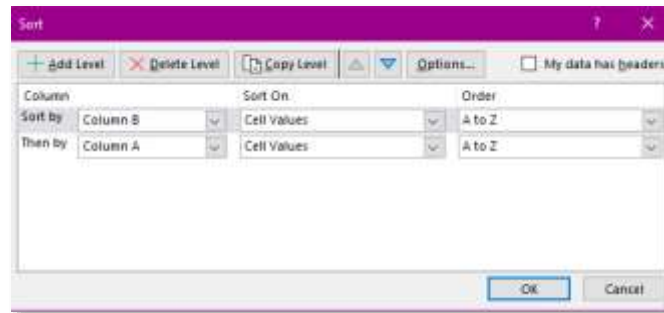 Sort ? ×
Add Level Delete Level Copy Level Options... My data has headers
Column Sort On Order
Sort by Column B Cell Values A to Z
Then by Column A Cell Values A to Z
OK Cancel